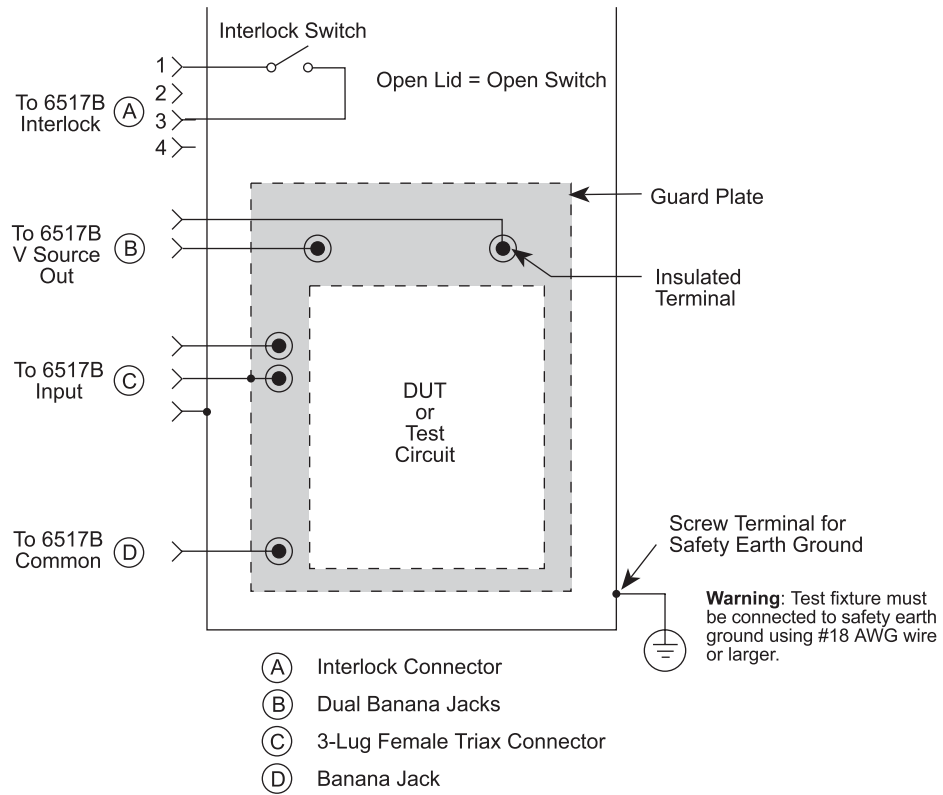 Interlock Switch
1
2
3
4
To 6517B
Interlock
A
Open Lid = Open Switch
Guard Plate
To 6517B
V Source
Out
B
Insulated
Terminal
To 6517B
Input
C
DUT
or
Test
Circuit
To 6517B
Common
D
Screw Terminal for
Safety Earth Ground
Warning: Test fixture must
be connected to safety earth
ground using #18 AWG wire
or larger.
A Interlock Connector
B Dual Banana Jacks
C 3-Lug Female Triax Connector
D Banana Jack